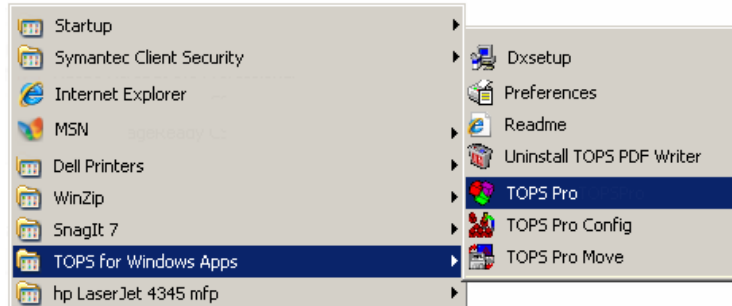 Startup
Symantec Client Security
Internet Explorer
MSN
Dell Printers
WinZip
SnagIt 7
TOPS for Windows Apps
hp LaserJet 4345 mfp
Dxsetup
Preferences
Readme
Uninstall TOPS PDF Writer
TOPS Pro
TOPS Pro Config
TOPS Pro Move